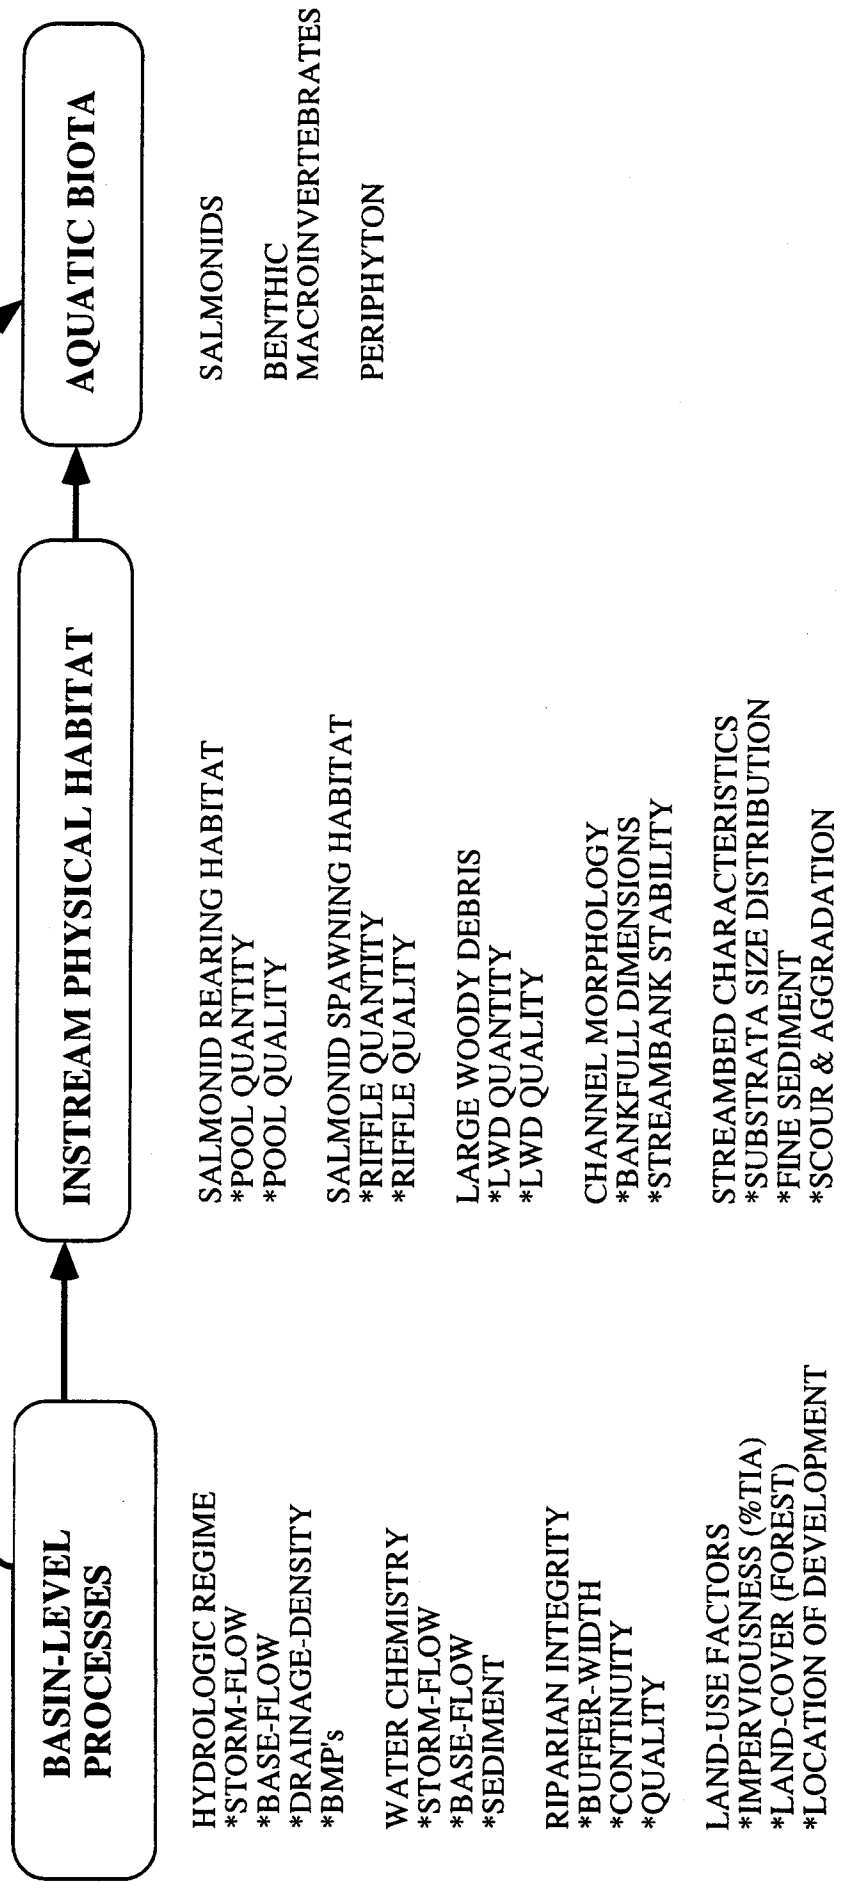 BASIN-LEVEL
PROCESSES
HYDROLOGIC REGIME
*STORM-FLOW
*BASE-FLOW
*DRAINAGE-DENSITY
*BMP's
WATER CHEMISTRY
*STORM-FLOW
*BASE-FLOW
*SEDIMENT
RIPARIAN INTEGRITY
*BUFFER-WIDTH
*CONTINUITY
*QUALITY
LAND-USE FACTORS
*IMPERVIOUSNESS (%TIA)
*LAND-COVER (FOREST)
*LOCATION OF DEVELOPMENT
INSTREAM PHYSICAL HABITAT
SALMONID REARING HABITAT
*POOL QUANTITY
*POOL QUALITY
SALMONID SPAWNING HABITAT
*RIFFLE QUANTITY
*RIFFLE QUALITY
LARGE WOODY DEBRIS
*LWD QUANTITY
*LWD QUALITY
CHANNEL MORPHOLOGY
*BANKFULL DIMENSIONS
*STREAMBANK STABILITY
STREAMBED CHARACTERISTICS
*SUBSTRATA SIZE DISTRIBUTION
*FINE SEDIMENT
*SCOUR & AGGRADATION
AQUATIC BIOTA
SALMONIDS
BENTHIC
MACROINVERTEBRATES
PERIPHYTON